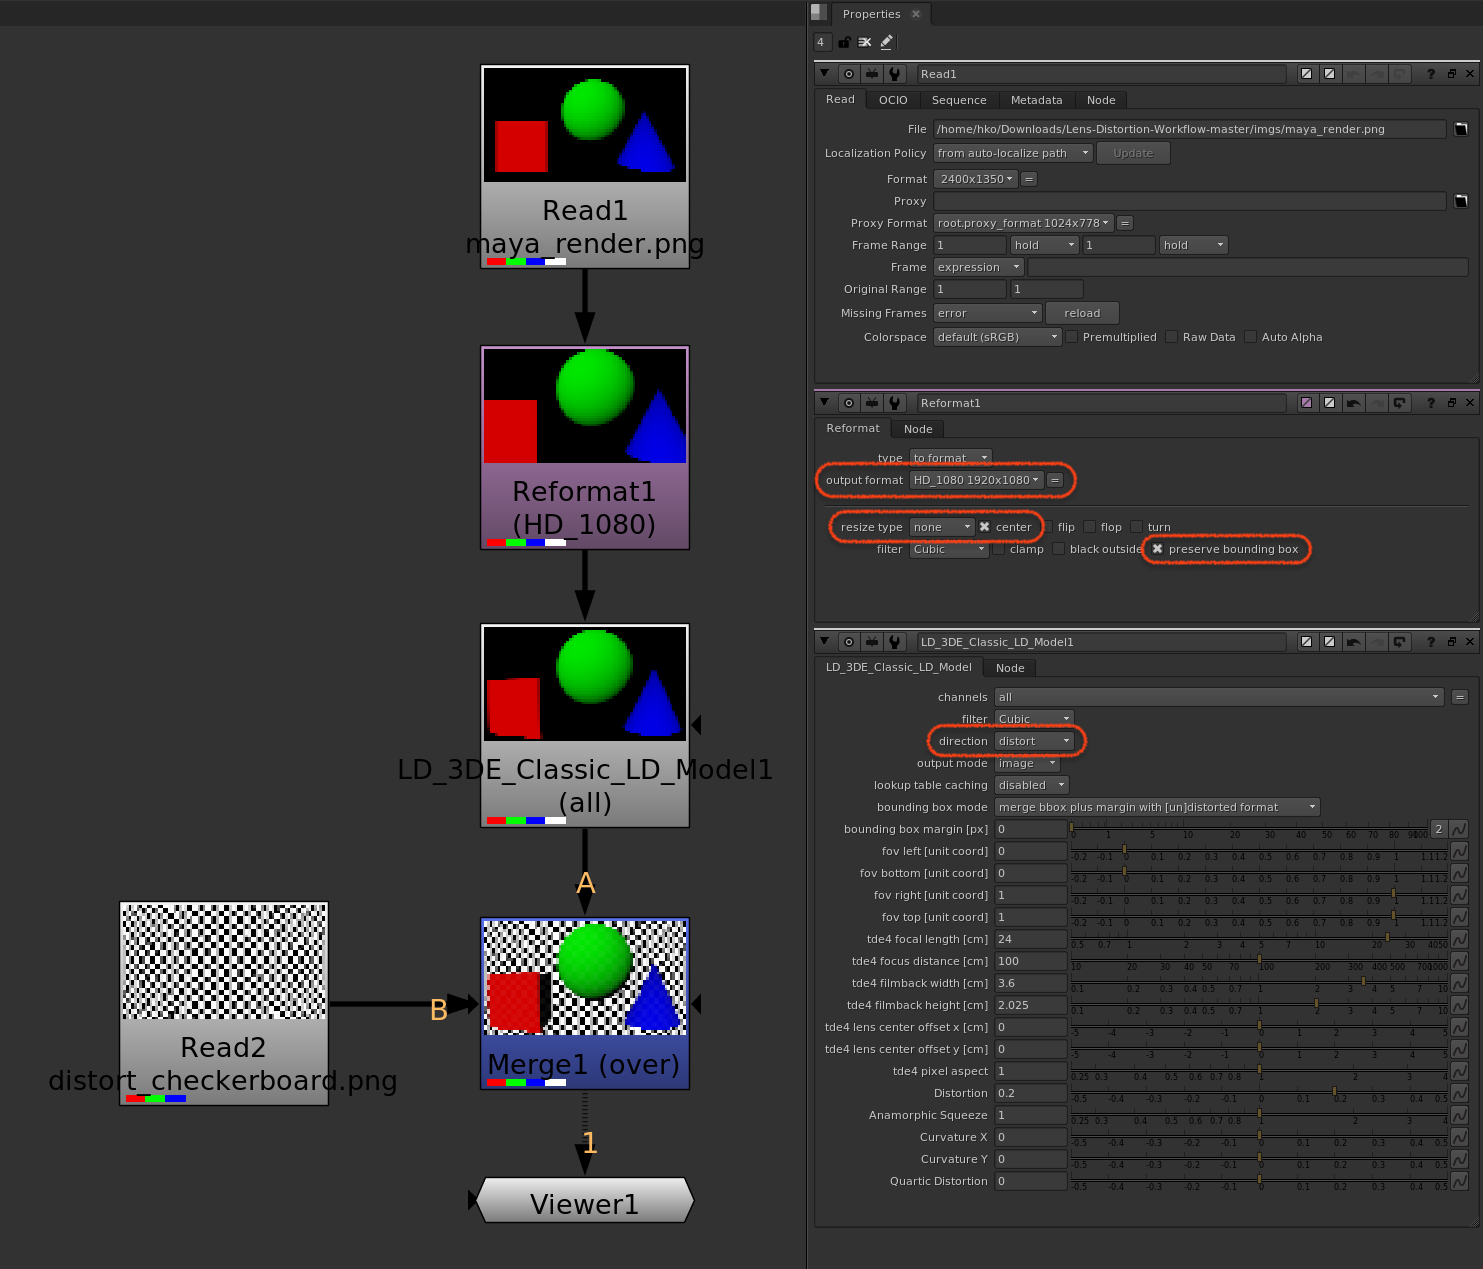 Properties
4
Read1
Read OCIO Sequence Metadata Node
File /home/hko/Downloads/Lens-Distortion-Workflow-master/imgs/maya_render.png
Localization Policy from auto-localize path Update
Format 2400x1350 =
Proxy
Proxy Format root.proxy_format 1024x778 =
Frame Range 1 hold 1 hold
Frame expression
Original Range 1 1
Missing Frames error reload
Colorspace default (sRGB) Premultiplied Raw Data Auto Alpha
Reformat1
Reformat Node
type to format
output format HD_1080 1920x1080 =
resize type none center flip flop turn
filter Cubic clamp black outside preserve bounding box
LD_3DE_Classic_LD_Model1
LD_3DE_Classic_LD_Model Node
channels all =
filter Cubic
direction distort
output mode image
lookup table caching disabled
bounding box mode merge bbox plus margin with [un]distorted format
bounding box margin [px] 0 2
fov left [unit coord] 0
fov bottom [unit coord] 0
fov right [unit coord] 1
fov top [unit coord] 1
tde4 focal length [cm] 24
tde4 focus distance [cm] 100
tde4 filmback width [cm] 3.6
tde4 filmback height [cm] 2.025
tde4 lens center offset x [cm] 0
tde4 lens center offset y [cm] 0
tde4 pixel aspect 1
Distortion 0.2
Anamorphic Squeeze 1
Curvature X 0
Curvature Y 0
Quartic Distortion 0
Read1
maya_render.png
Reformat1
(HD_1080)
LD_3DE_Classic_LD_Model1
(all)
A
B
Read2
distort_checkerboard.png
Merge1 (over)
1
Viewer1